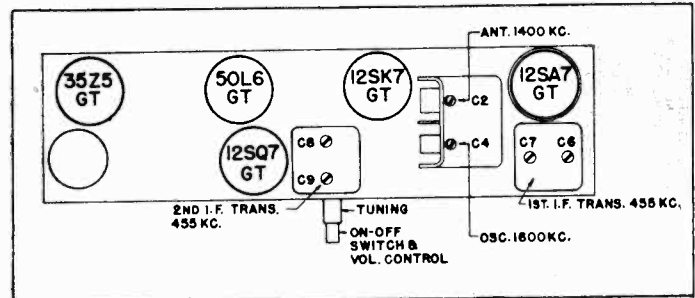 ANT. 1400 KC.
35Z5
GT
50L6
GT
12SK7
GT
12SA7
GT
C2
C4
C7 C6
12SQ7
GT
C8
C9
2ND I.F. TRANS.
455 KC.
TUNING
ON-OFF
SWITCH &
VOL. CONTROL
1ST. I.F. TRANS. 455 KC.
OSC. 1600 KC.